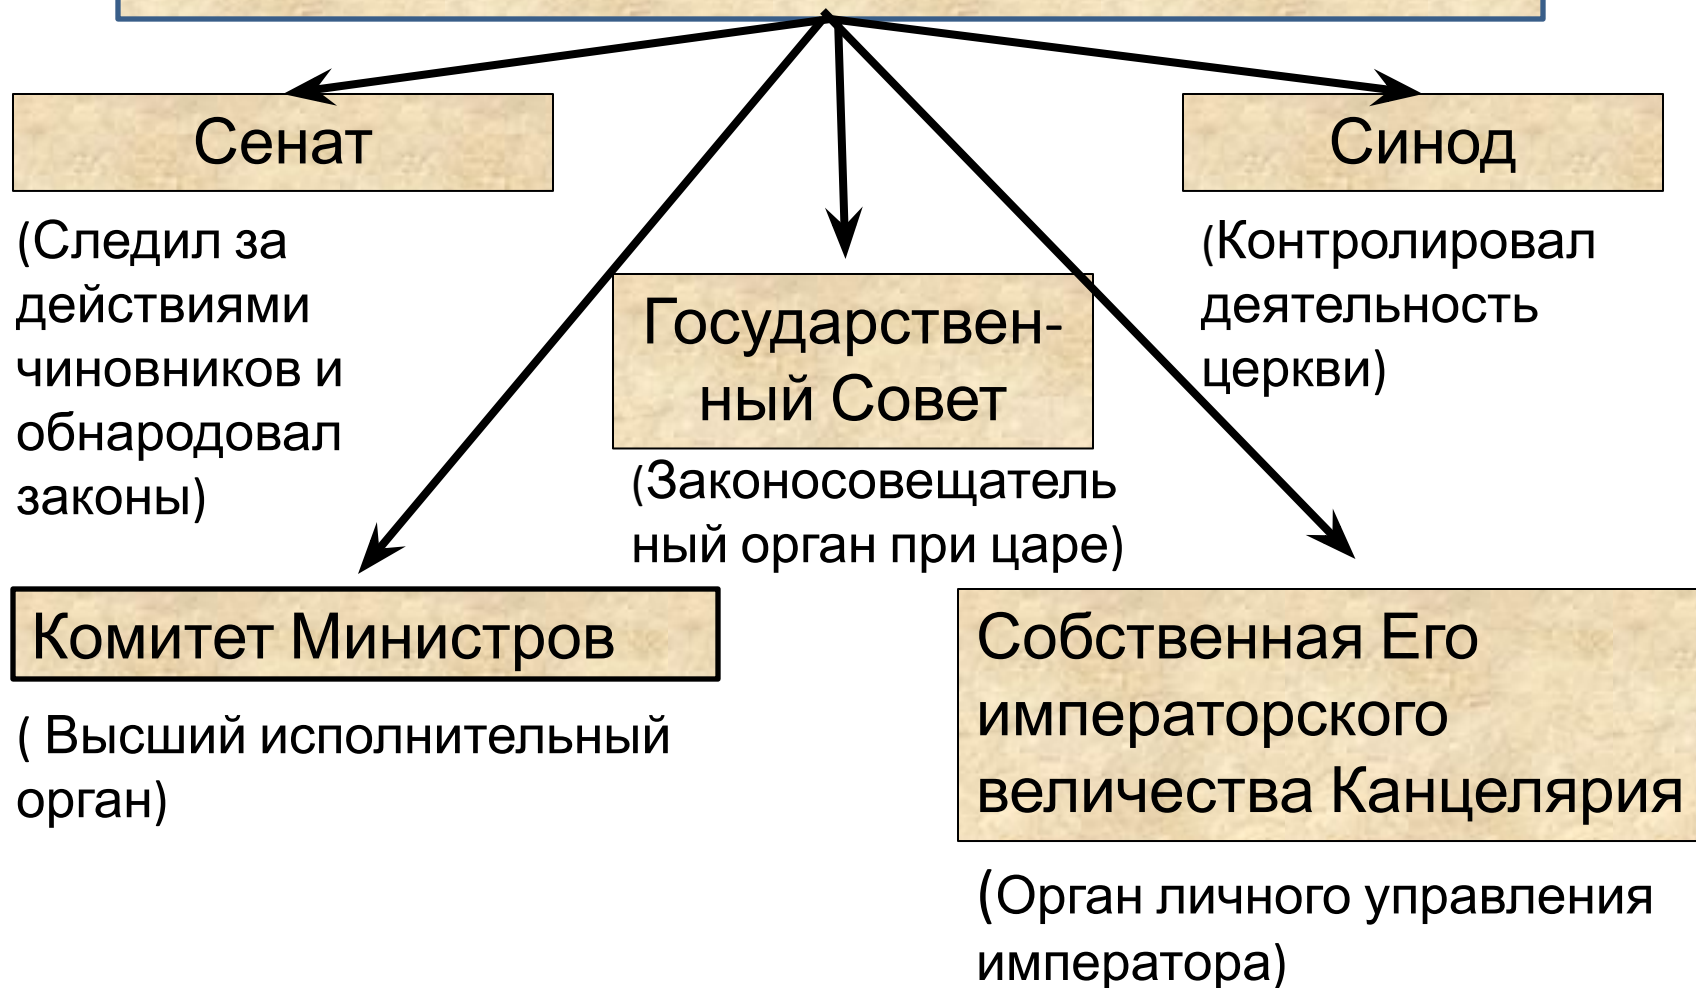 Сенат
(Следил за
действиями
чиновников и
обнародовал
законы)
Государствен-
ный Совет
(Законосовещатель
ный орган при царе)
Синод
(Контролировал
деятельность
церкви)
Комитет Министров
( Высший исполнительный
орган)
Собственная Его
императорского
величества Канцелярия
(Орган личного управления
императора)